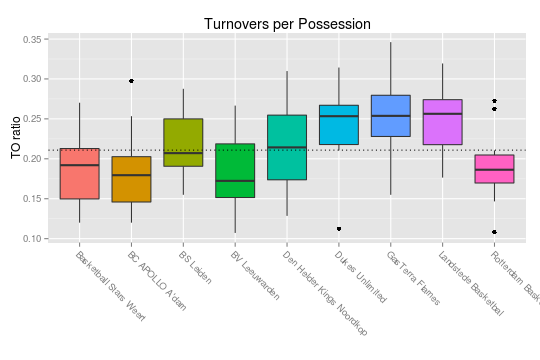 Turnovers per Possession
TO ratio
0.35
0.30
0.25
0.20
0.15
0.10
Basketball Stars Weert
BC APOLLO A'dam
BS Leiden
BV Leeuwarden
Den Helder Kings Noordkop
Dukes Unlimited
GasTerra Flames
Landstede Basketbal
Rotterdam Bask